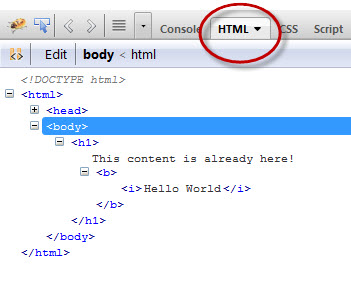 Console HTML CSS Script
Edit body < html
<!DOCTYPE html>
<html>
<head>
<body>
<h1>
This content is already here!
<b>
<i>Hello World</i>
</b>
</h1>
</body>
</html>